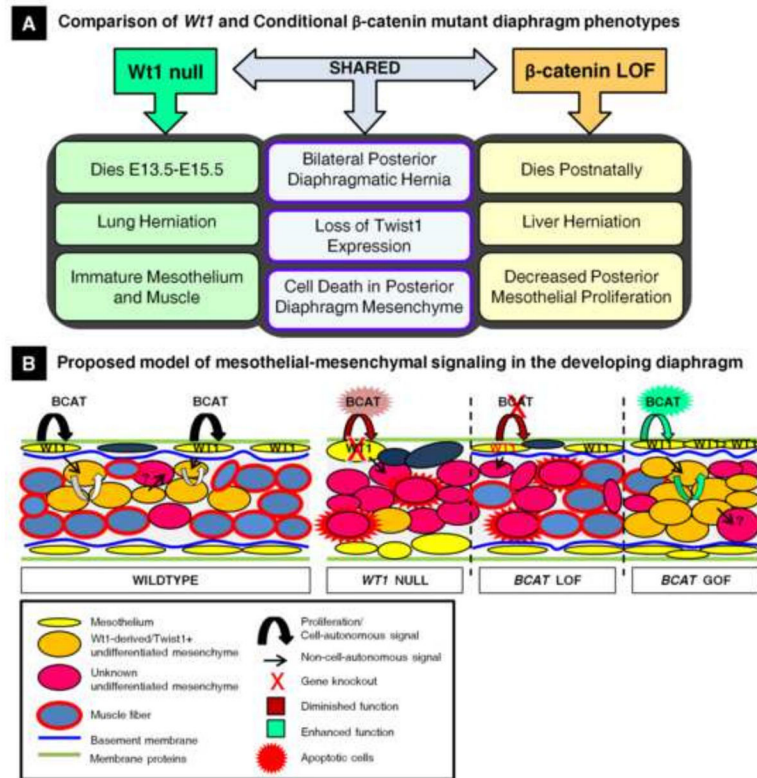 A Comparison of Wt1 and Conditional β-catenin mutant diaphragm phenotypes
Wt1 null
SHARED
β-catenin LOF
Dies E13.5-E15.5
Bilateral Posterior
Diaphragmatic Hernia
Dies Postnatally
Lung Herniation
Loss of Twist1
Expression
Liver Herniation
Immature Mesothelium
and Muscle
Cell Death in Posterior
Diaphragm Mesenchyme
Decreased Posterior
Mesothelial Proliferation
B Proposed model of mesothelial-mesenchymal signaling in the developing diaphragm
BCAT BCAT BCAT BCAT BCAT
WT1 WT1 WT1 WT1 WT1 WT1 WT1
? ?
WILDTYPE WT1 NULL BCAT LOF BCAT GOF
Mesothelium
Wt1-derived/Twist1+
undifferentiated mesenchyme
Unknown
undifferentiated mesenchyme
Muscle fiber
Basement membrane
Membrane proteins
Proliferation/
Cell-autonomous signal
Non-cell-autonomous signal
Gene knockout
Diminished function
Enhanced function
Apoptotic cells